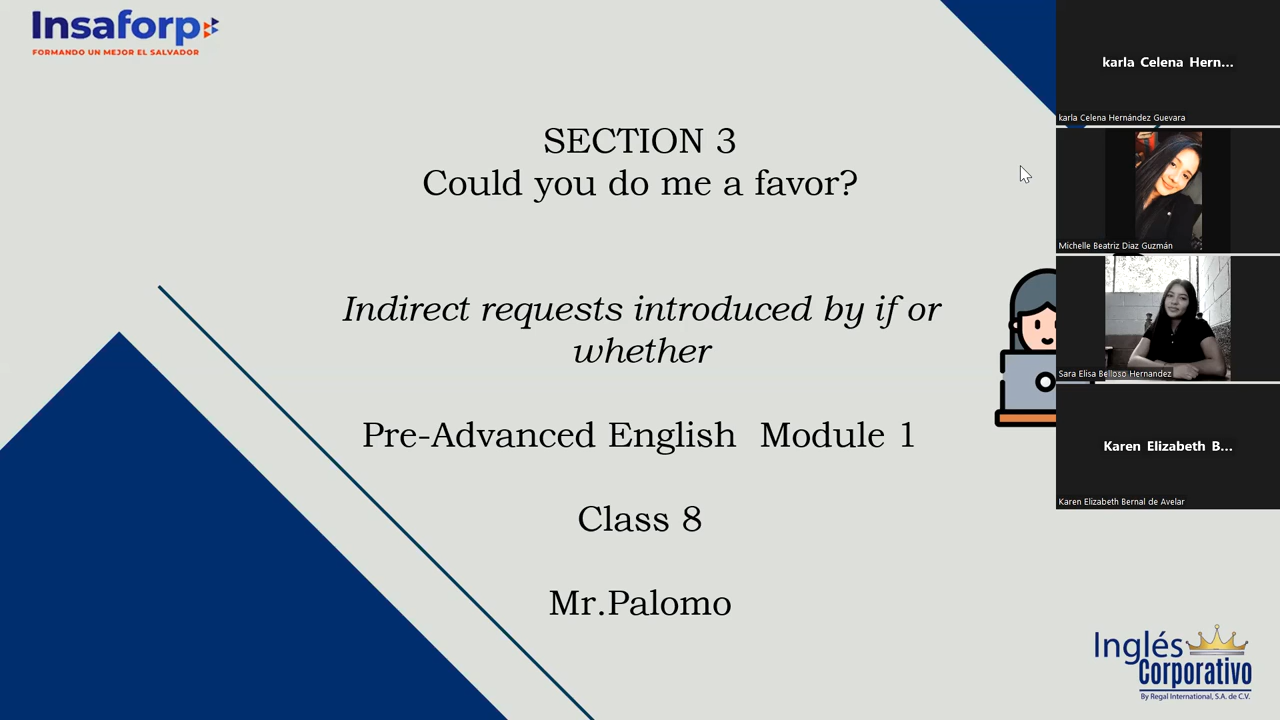 Insaforp
FORMANDO UN MEJOR EL SALVADOR
SECTION 3
Could you do me a favor?
Indirect requests introduced by if or
whether
Pre-Advanced English Module 1
Class 8
Mr.Palomo
karla Celena Hern...
karla Celena Hernández Guevara
Michelle Beatriz Diaz Guzmán
Sara Elisa Belloso Hernandez
Karen Elizabeth B...
Karen Elizabeth Bernal de Avelar
Inglés
Corporativo
By Regal International, S.A. de C.V.